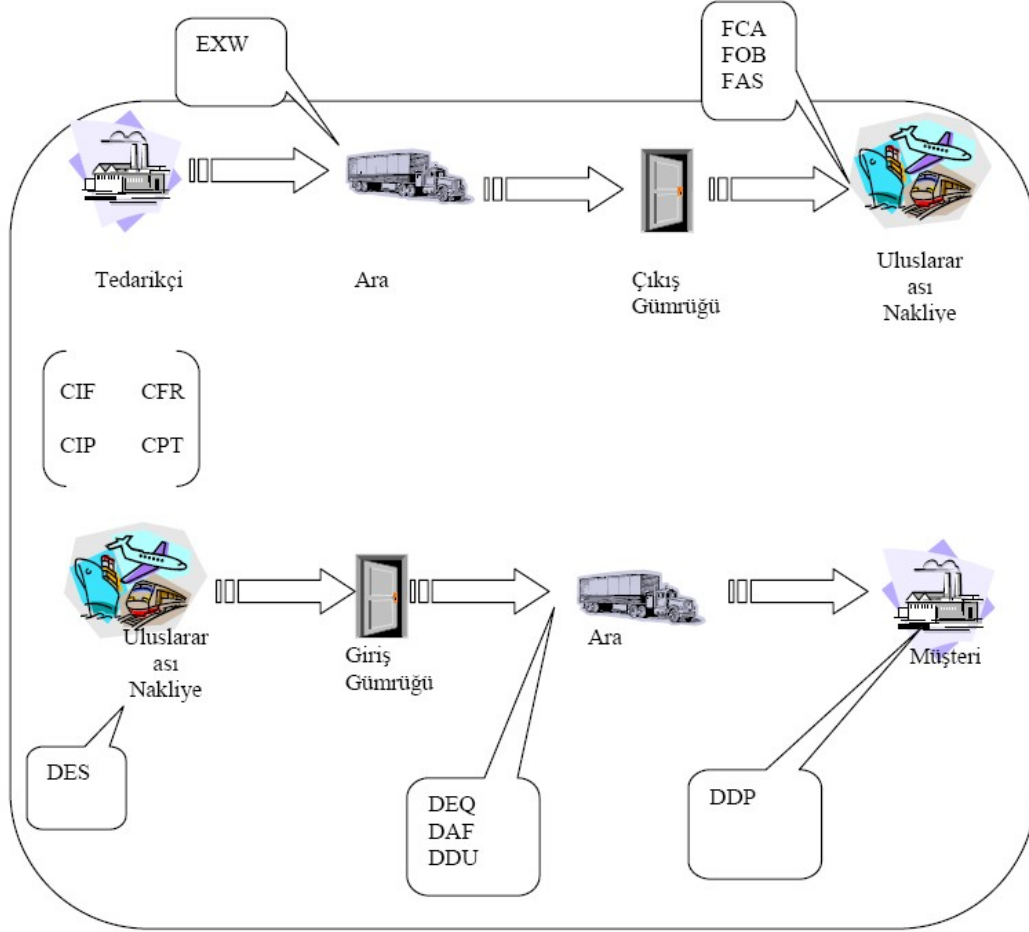 EXW
FCA
FOB
FAS
Tedarikçi
Ara
Çıkış
Gümrüğü
Uluslarar
ası
Nakliye
CIF CFR
CIP CPT
Uluslarar
ası
Nakliye
Giriş
Gümrüğü
Ara
Müşteri
DES
DEQ
DAF
DDU
DDP